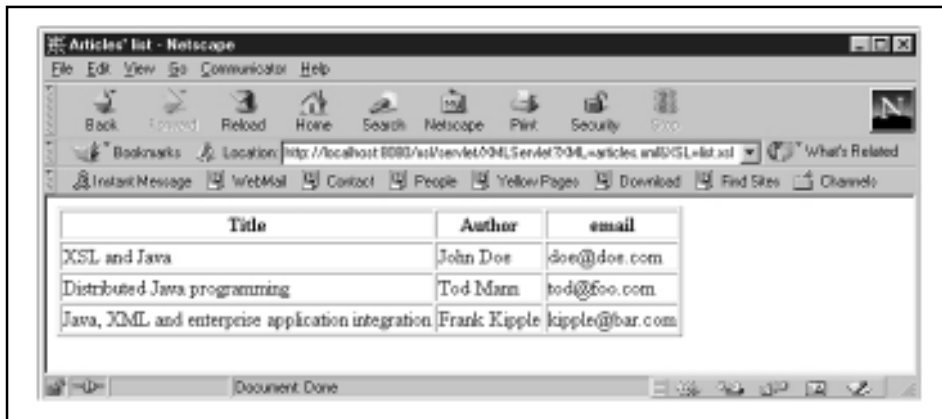 Articles' list - Netscape
File Edit View Go Communicator Help
Back Forward Reload Home Search Netscape Print Security Stop
Bookmarks Location: http://localhost:8080/xsl/servlet/XMLServlet?XML=articles.xml&XSL=list.xsl What's Related
Instant Message WebMail Contact People Yellow Pages Download Find Sites Channels
Title Author email
XSL and Java John Doe doe@doe.com
Distributed Java programming Tod Mann tod@foo.com
Java, XML and enterprise application integration Frank Kipple kipple@bar.com
Document: Done